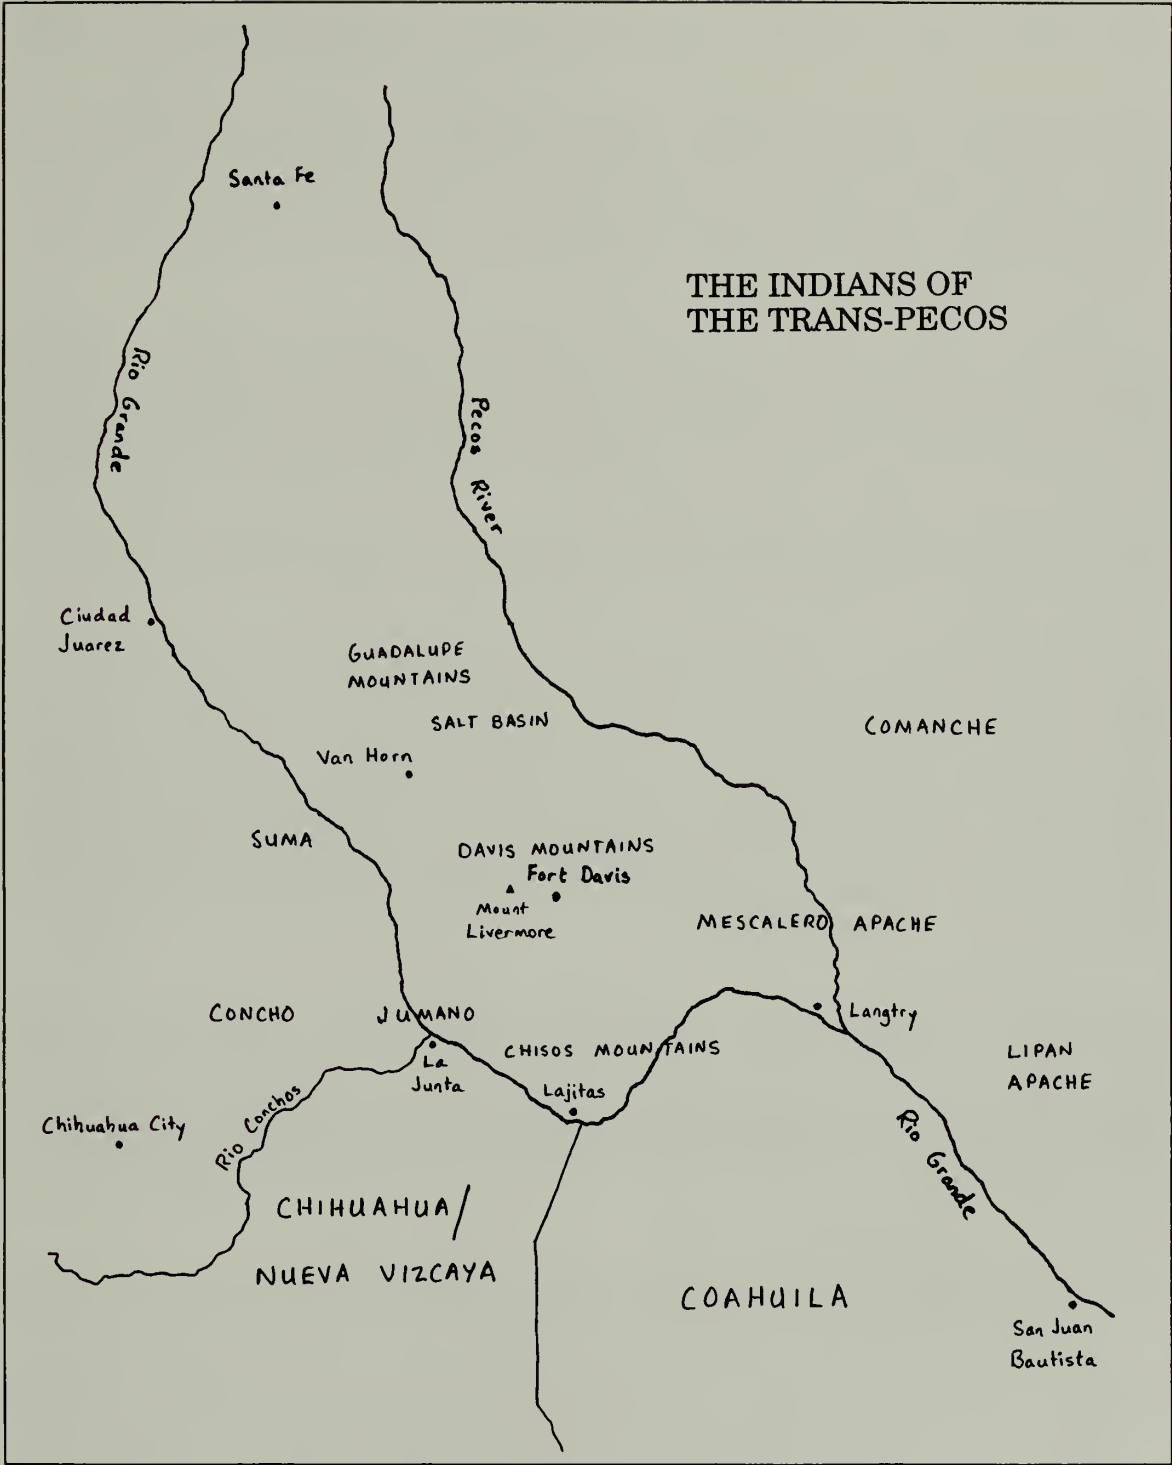 Santa Fe
THE INDIANS OF
THE TRANS-PECOS
Rio Grande
Pecos River
Ciudad
Juarez
GUADALUPE
MOUNTAINS
SALT BASIN
COMANCHE
Van Horn
SUMA
DAVIS MOUNTAINS
Fort Davis
Mount
Livermore
MESCALERO APACHE
CONCHO
JUMANO
Langtry
La
Junta
CHISOS MOUNTAINS
LIPAN
APACHE
Lajitas
Rio Conchos
Chihuahua City
Rio Grande
CHIHUAHUA/
NUEVA VIZCAYA
COAHUILA
San Juan
Bautista